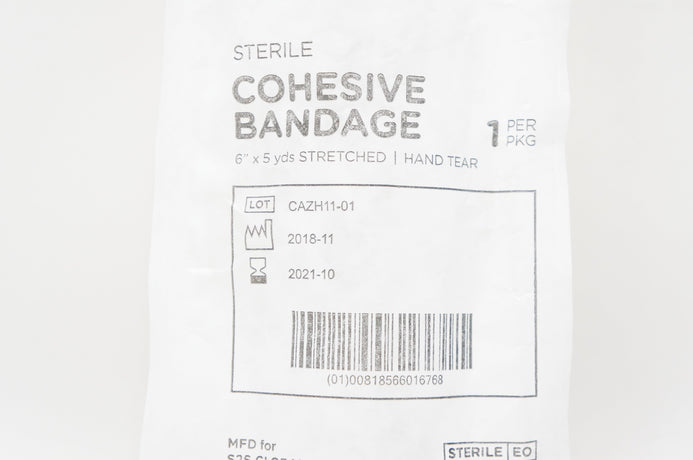 STERILE
COHESIVE
BANDAGE
1 PER
PKG
6" x 5 yds STRETCHED | HAND TEAR
LOT CAZH11-01
2018-11
2021-10
(01)00818566016768
MFD for
STERILE EO